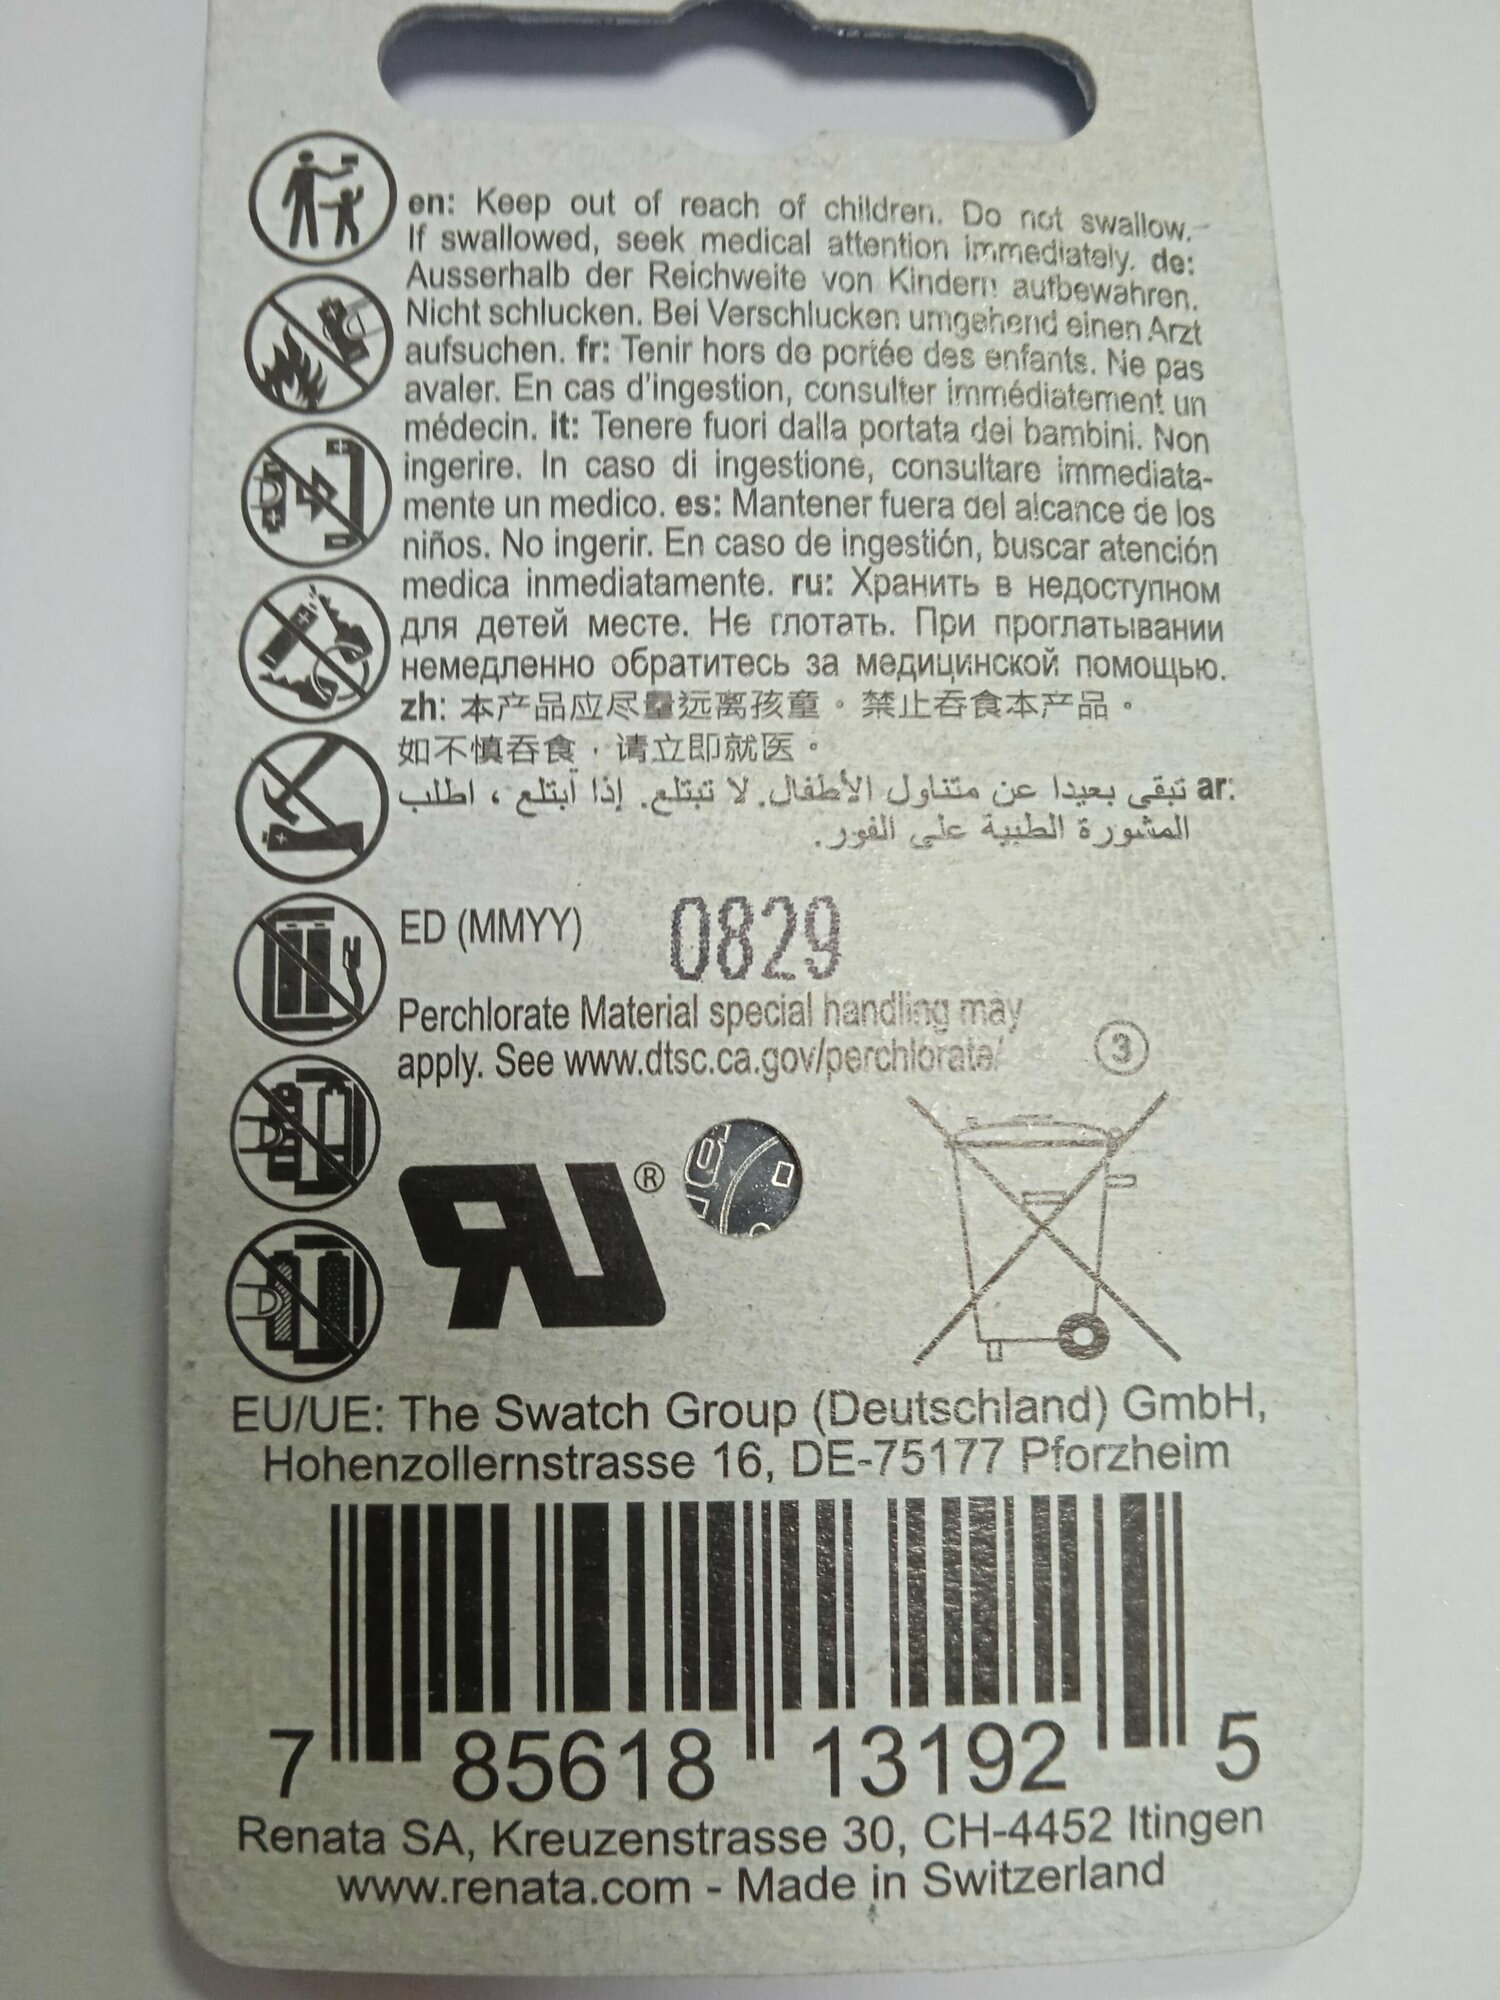 en: Keep out of reach of children. Do not swallow.
If swallowed, seek medical attention immediately. de:
Ausserhalb der Reichweite von Kindern aufbewahren.
Nicht schlucken. Bei Verschlucken umgehend einen Arzt
aufsuchen. fr: Tenir hors de portée des enfants. Ne pas
avaler. En cas d'ingestion, consulter immédiatement un
médecin. it: Tenere fuori dalla portata dei bambini. Non
ingerire. In caso di ingestione, consultare immediata-
mente un medico. es: Mantener fuera del alcance de los
niños. No ingerir. En caso de ingestión, buscar atención
medica inmediatamente. ru: Хранить в недоступном
для детей месте. Не глотать. При проглатывании
немедленно обратитесь за медицинской помощью.
zh: 本产品应尽量远离孩童。禁止吞食本产品。
如不慎吞食，请立即就医。
ar: تبقى بعيدا عن متناول الأطفال. لا تبتلع. إذا ابتلع ، اطلب
المشورة الطبية على الفور.
ED (MMYY) 0829
Perchlorate Material special handling may
apply. See www.dtsc.ca.gov/perchlorate/
3
RU®
EU/UE: The Swatch Group (Deutschland) GmbH,
Hohenzollernstrasse 16, DE-75177 Pforzheim
7 85618 13192 5
Renata SA, Kreuzenstrasse 30, CH-4452 Itingen
www.renata.com - Made in Switzerland